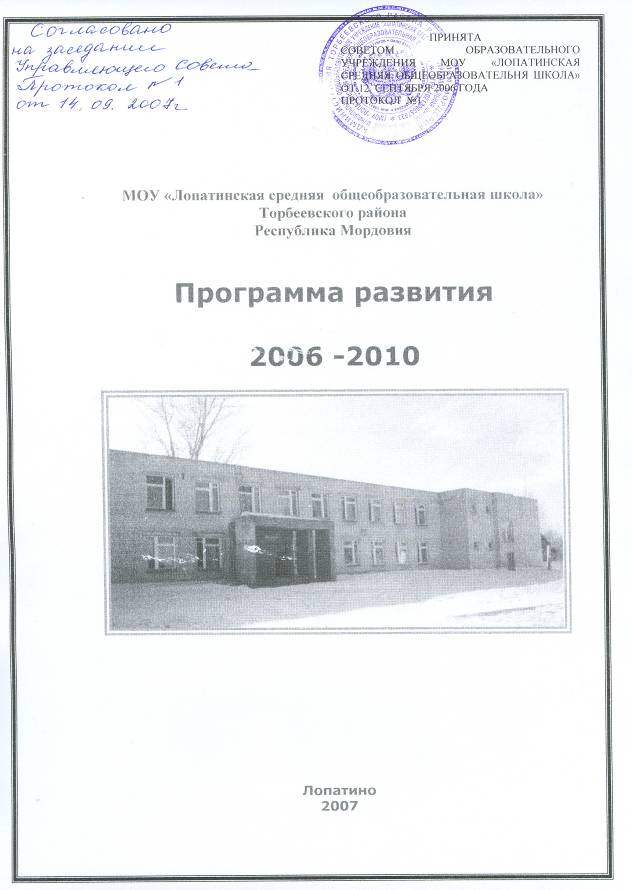 Согласовано
на заседании
Управляющего Совета
Протокол №1
от 14.09.2007г.
ПРИНЯТА
СОВЕТОМ ОБРАЗОВАТЕЛЬНОГО
УЧРЕЖДЕНИЯ МОУ «ЛОПАТИНСКАЯ
СРЕДНЯЯ ОБЩЕОБРАЗОВАТЕЛЬНЯ ШКОЛА»
ОТ 12, СЕНТЯБРЯ 2006 ГОДА
ПРОТОКОЛ №1
МОУ «Лопатинская средняя общеобразовательная школа»
Торбеевского района
Республика Мордовия
Программа развития
2006 -2010
Лопатино
2007